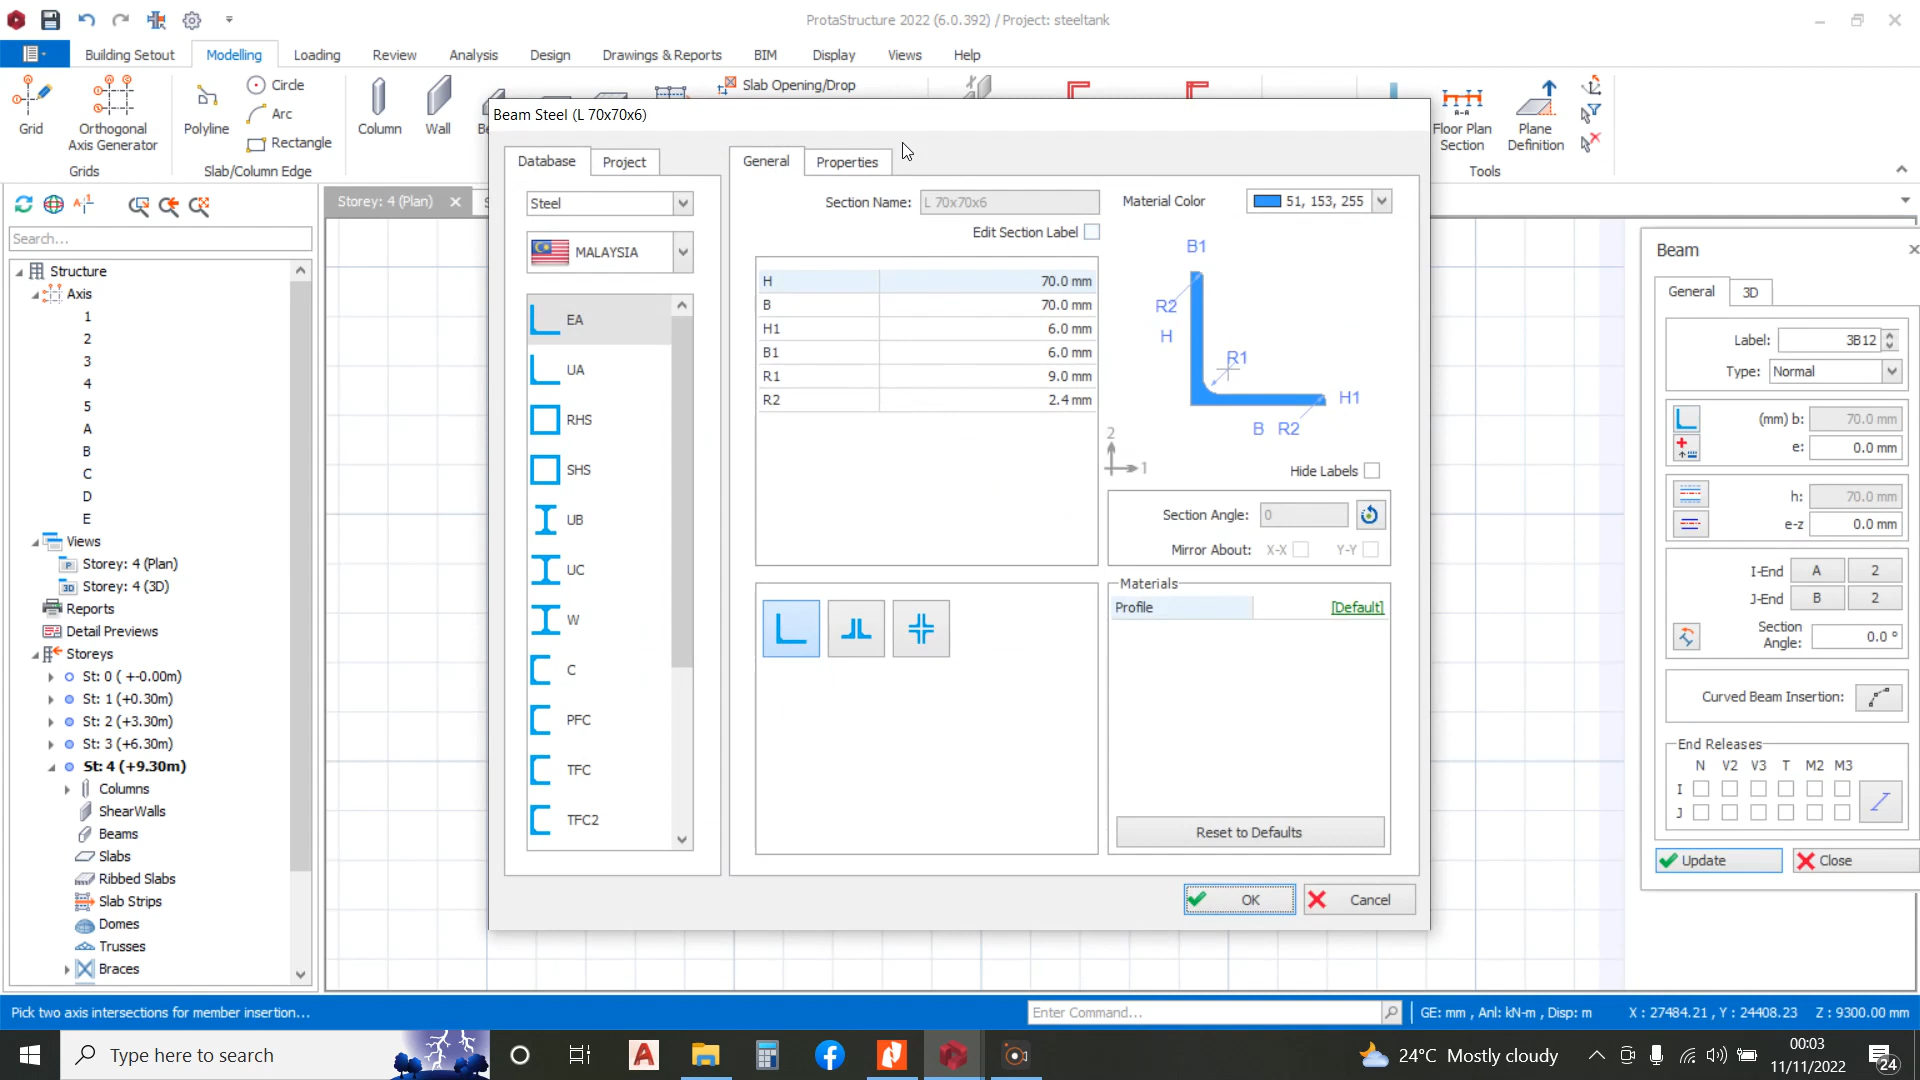 ProtaStructure 2022 (6.0.392) / Project: steeltank
Building Setout Modelling Loading Review Analysis Design Drawings & Reports BIM Display Views Help
Grid
Orthogonal
Axis Generator
Grids
Polyline
Circle
Arc
Rectangle
Slab/Column Edge
Column
Wall
Slab Opening/Drop
Floor Plan
Section
Plane
Definition
Tools
Search...
Structure
Axis
1
2
3
4
5
A
B
C
D
E
Views
Storey: 4 (Plan)
Storey: 4 (3D)
Reports
Detail Previews
Storeys
St: 0 ( +-0.00m)
St: 1 (+0.30m)
St: 2 (+3.30m)
St: 3 (+6.30m)
St: 4 (+9.30m)
Columns
ShearWalls
Beams
Slabs
Ribbed Slabs
Slab Strips
Domes
Trusses
Braces
Storey: 4 (Plan)
Beam Steel (L 70x70x6)
Database Project
Steel
MALAYSIA
EA
UA
RHS
SHS
UB
UC
W
C
PFC
TFC
TFC2
General Properties
Section Name: L 70x70x6
Edit Section Label
H 70.0 mm
B 70.0 mm
H1 6.0 mm
B1 6.0 mm
R1 9.0 mm
R2 2.4 mm
Material Color 51, 153, 255
B1
R2
H
R1
H1
B R2
2
1
Hide Labels
Section Angle: 0
Mirror About: X-X Y-Y
Materials
Profile [Default]
Reset to Defaults
OK Cancel
Beam
General 3D
Label: 3B12
Type: Normal
(mm) b: 70.0 mm
e: 0.0 mm
h: 70.0 mm
e-z 0.0 mm
I-End A 2
J-End B 2
Section
Angle: 0.0 °
Curved Beam Insertion:
End Releases
N V2 V3 T M2 M3
I
J
Update Close
Pick two axis intersections for member insertion...
Enter Command...
GE: mm , Anl: kN-m , Disp: m
X : 27484.21 , Y : 24408.23 Z : 9300.00 mm
Type here to search
24°C Mostly cloudy
00:03
11/11/2022
24